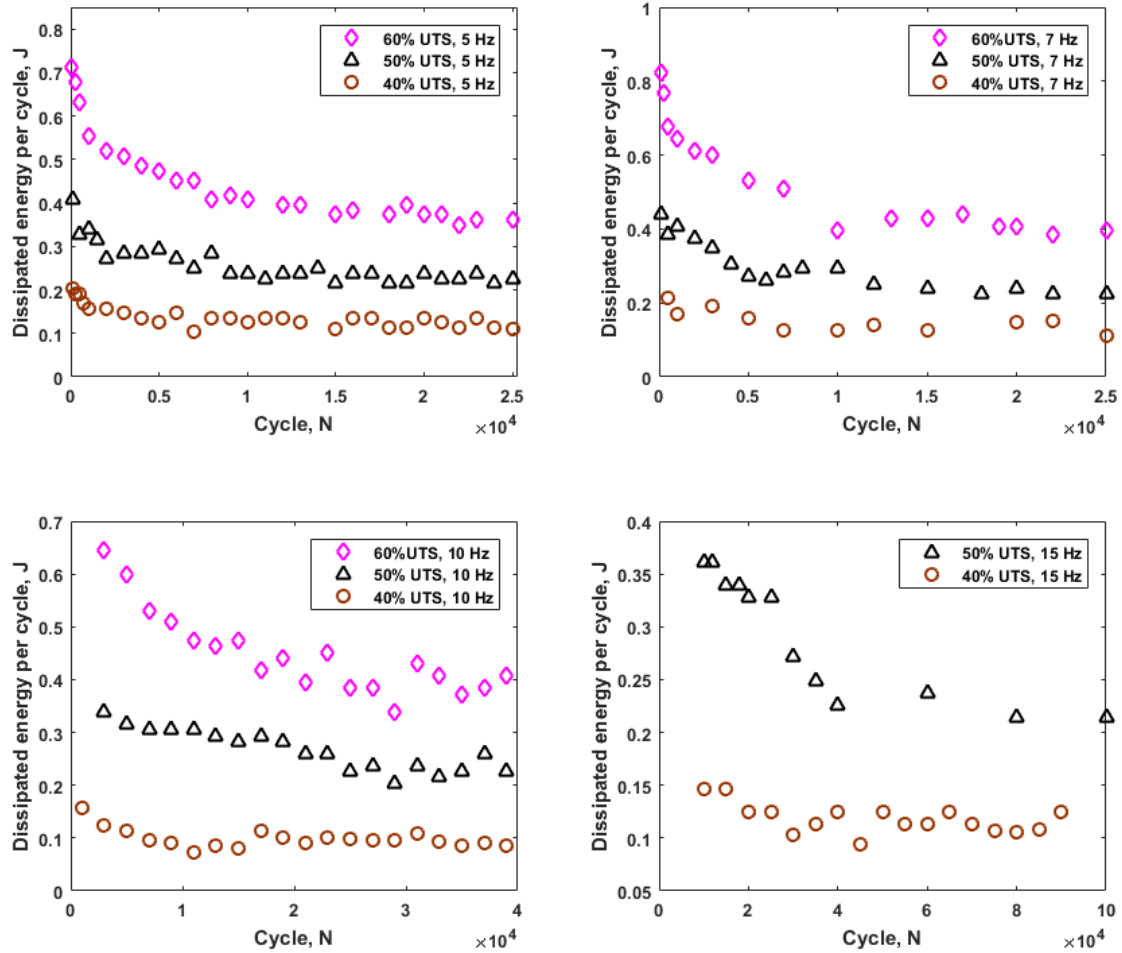 Dissipated energy per cycle, J
0.8
0.7
0.6
0.5
0.4
0.3
0.2
0.1
0
60% UTS, 5 Hz
50% UTS, 5 Hz
40% UTS, 5 Hz
0 0.5 1 1.5 2 2.5
Cycle, N
×10^4
Dissipated energy per cycle, J
1
0.8
0.6
0.4
0.2
0
60%UTS, 7 Hz
50% UTS, 7 Hz
40% UTS, 7 Hz
0 0.5 1 1.5 2 2.5
Cycle, N
×10^4
Dissipated energy per cycle, J
0.7
0.6
0.5
0.4
0.3
0.2
0.1
0
60%UTS, 10 Hz
50% UTS, 10 Hz
40% UTS, 10 Hz
0 1 2 3 4
Cycle, N
×10^4
Dissipated energy per cycle, J
0.4
0.35
0.3
0.25
0.2
0.15
0.1
0.05
50% UTS, 15 Hz
40% UTS, 15 Hz
0 2 4 6 8 10
Cycle, N
×10^4